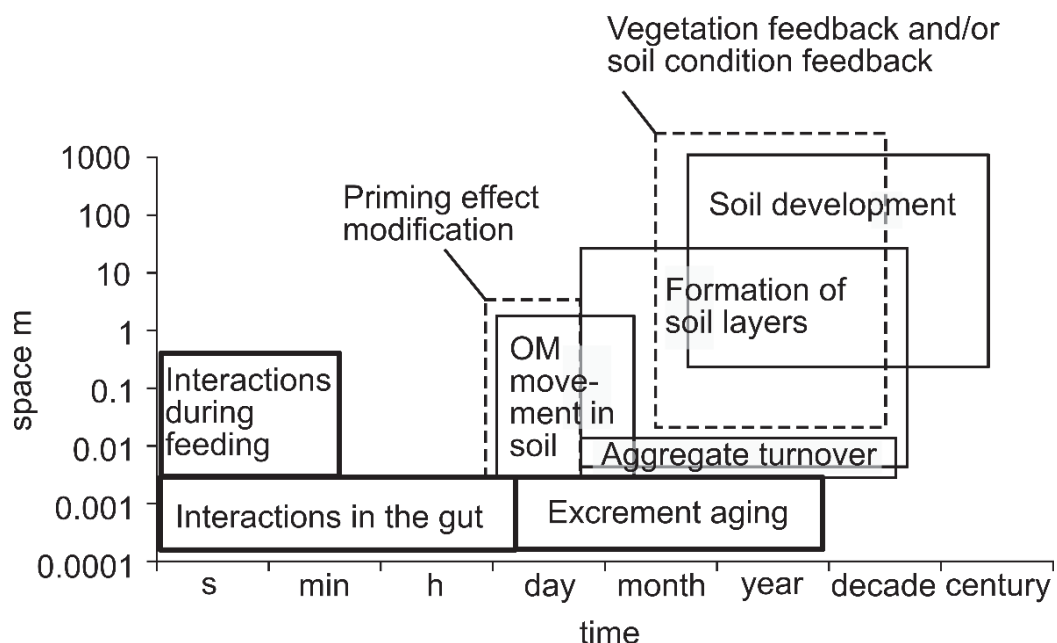 Vegetation feedback and/or
soil condition feedback
Priming effect
modification
1000
100
10
1
0.1
0.01
0.001
0.0001
space m
Soil development
Formation of
soil layers
OM
move-
ment in
soil
Interactions
during
feeding
Aggregate turnover
Interactions in the gut
Excrement aging
s
min
h
day
month
year
decade
century
time